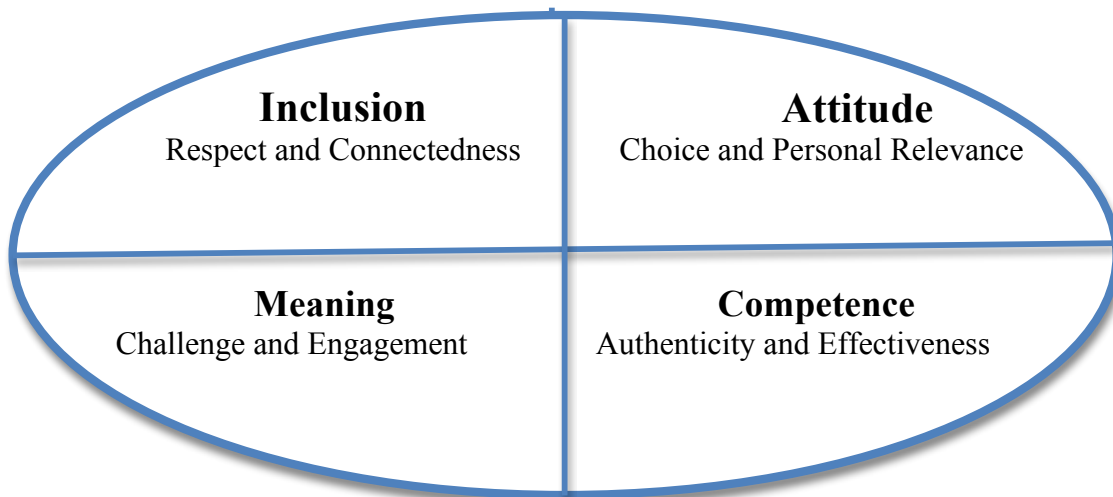 Inclusion
Respect and Connectedness
Attitude
Choice and Personal Relevance
Meaning
Challenge and Engagement
Competence
Authenticity and Effectiveness